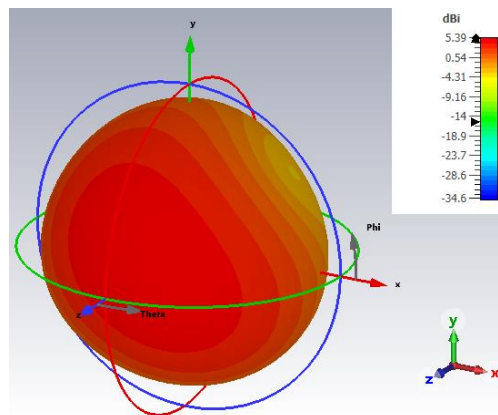 dBi
5.39
0.54
-4.31
-9.16
-14
-18.9
-23.7
-28.6
-34.6
y
Phi
x
z
Theta
y
z
x